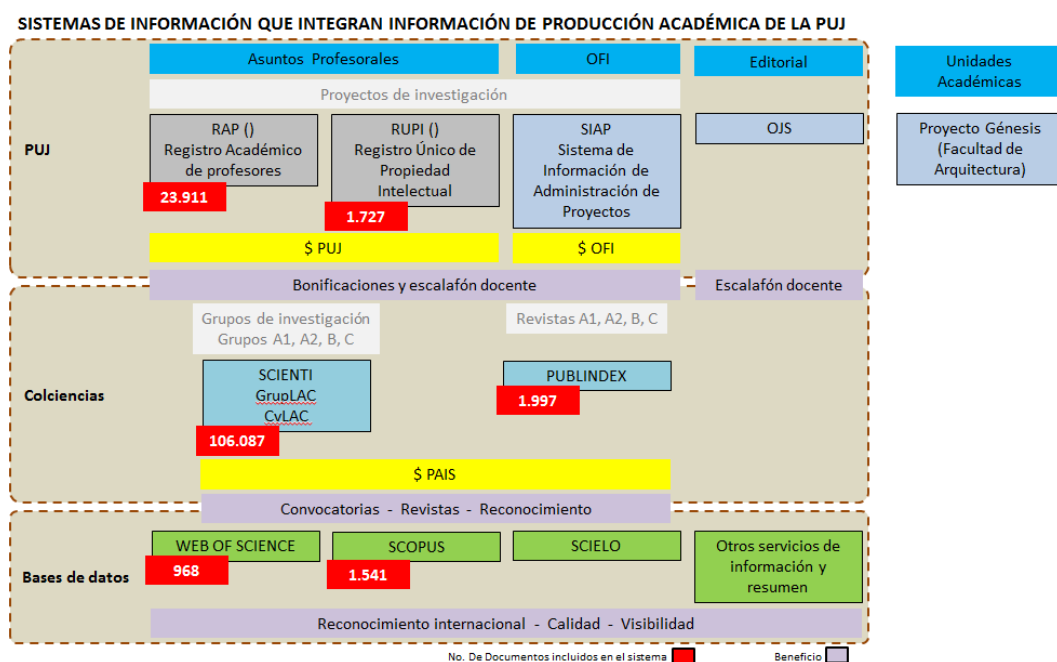 SISTEMAS DE INFORMACIÓN QUE INTEGRAN INFORMACIÓN DE PRODUCCIÓN ACADÉMICA DE LA PUJ
Asuntos Profesorales
OFI
Editorial
Unidades
Académicas
Proyectos de investigación
PUJ
RAP ()
Registro Académico
de profesores
23.911
RUPI ()
Registro Único de
Propiedad
Intelectual
1.727
SIAP
Sistema de
Información de
Administración de
Proyectos
OJS
Proyecto Génesis
(Facultad de
Arquitectura)
$ PUJ
$ OFI
Bonificaciones y escalafón docente
Escalafón docente
Grupos de investigación
Grupos A1, A2, B, C
Revistas A1, A2, B, C
Colciencias
SCIENTI
GrupLAC
CvLAC
106.087
PUBLINDEX
1.997
$ PAIS
Convocatorias - Revistas - Reconocimiento
Bases de datos
WEB OF SCIENCE
968
SCOPUS
1.541
SCIELO
Otros servicios de
información y
resumen
Reconocimiento internacional - Calidad - Visibilidad
No. De Documentos incluidos en el sistema
Beneficio